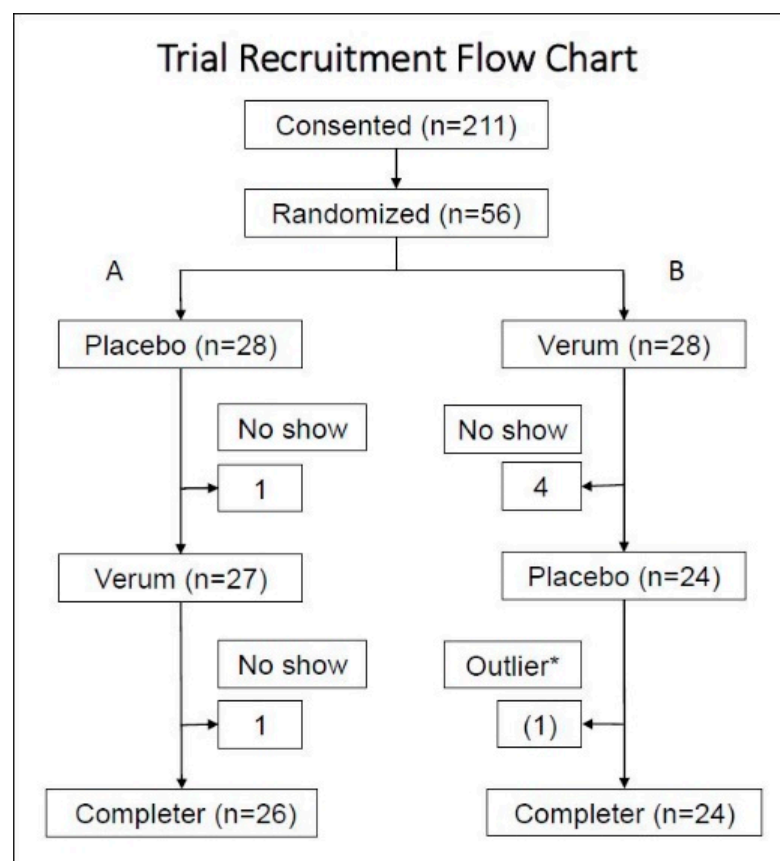 Trial Recruitment Flow Chart
Consented (n=211)
Randomized (n=56)
A
B
Placebo (n=28)
Verum (n=28)
No show
No show
1
4
Verum (n=27)
Placebo (n=24)
No show
Outlier*
1
(1)
Completer (n=26)
Completer (n=24)